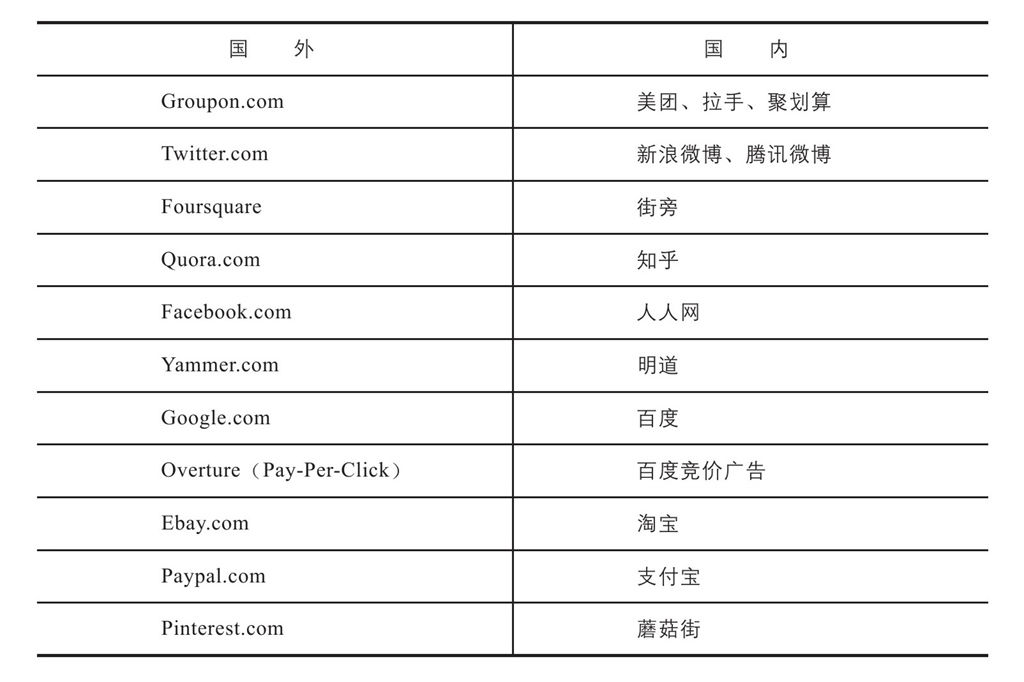 国 外 国 内
Groupon.com 美团、拉手、聚划算
Twitter.com 新浪微博、腾讯微博
Foursquare 街旁
Quora.com 知乎
Facebook.com 人人网
Yammer.com 明道
Google.com 百度
Overture（Pay-Per-Click） 百度竞价广告
Ebay.com 淘宝
Paypal.com 支付宝
Pinterest.com 蘑菇街